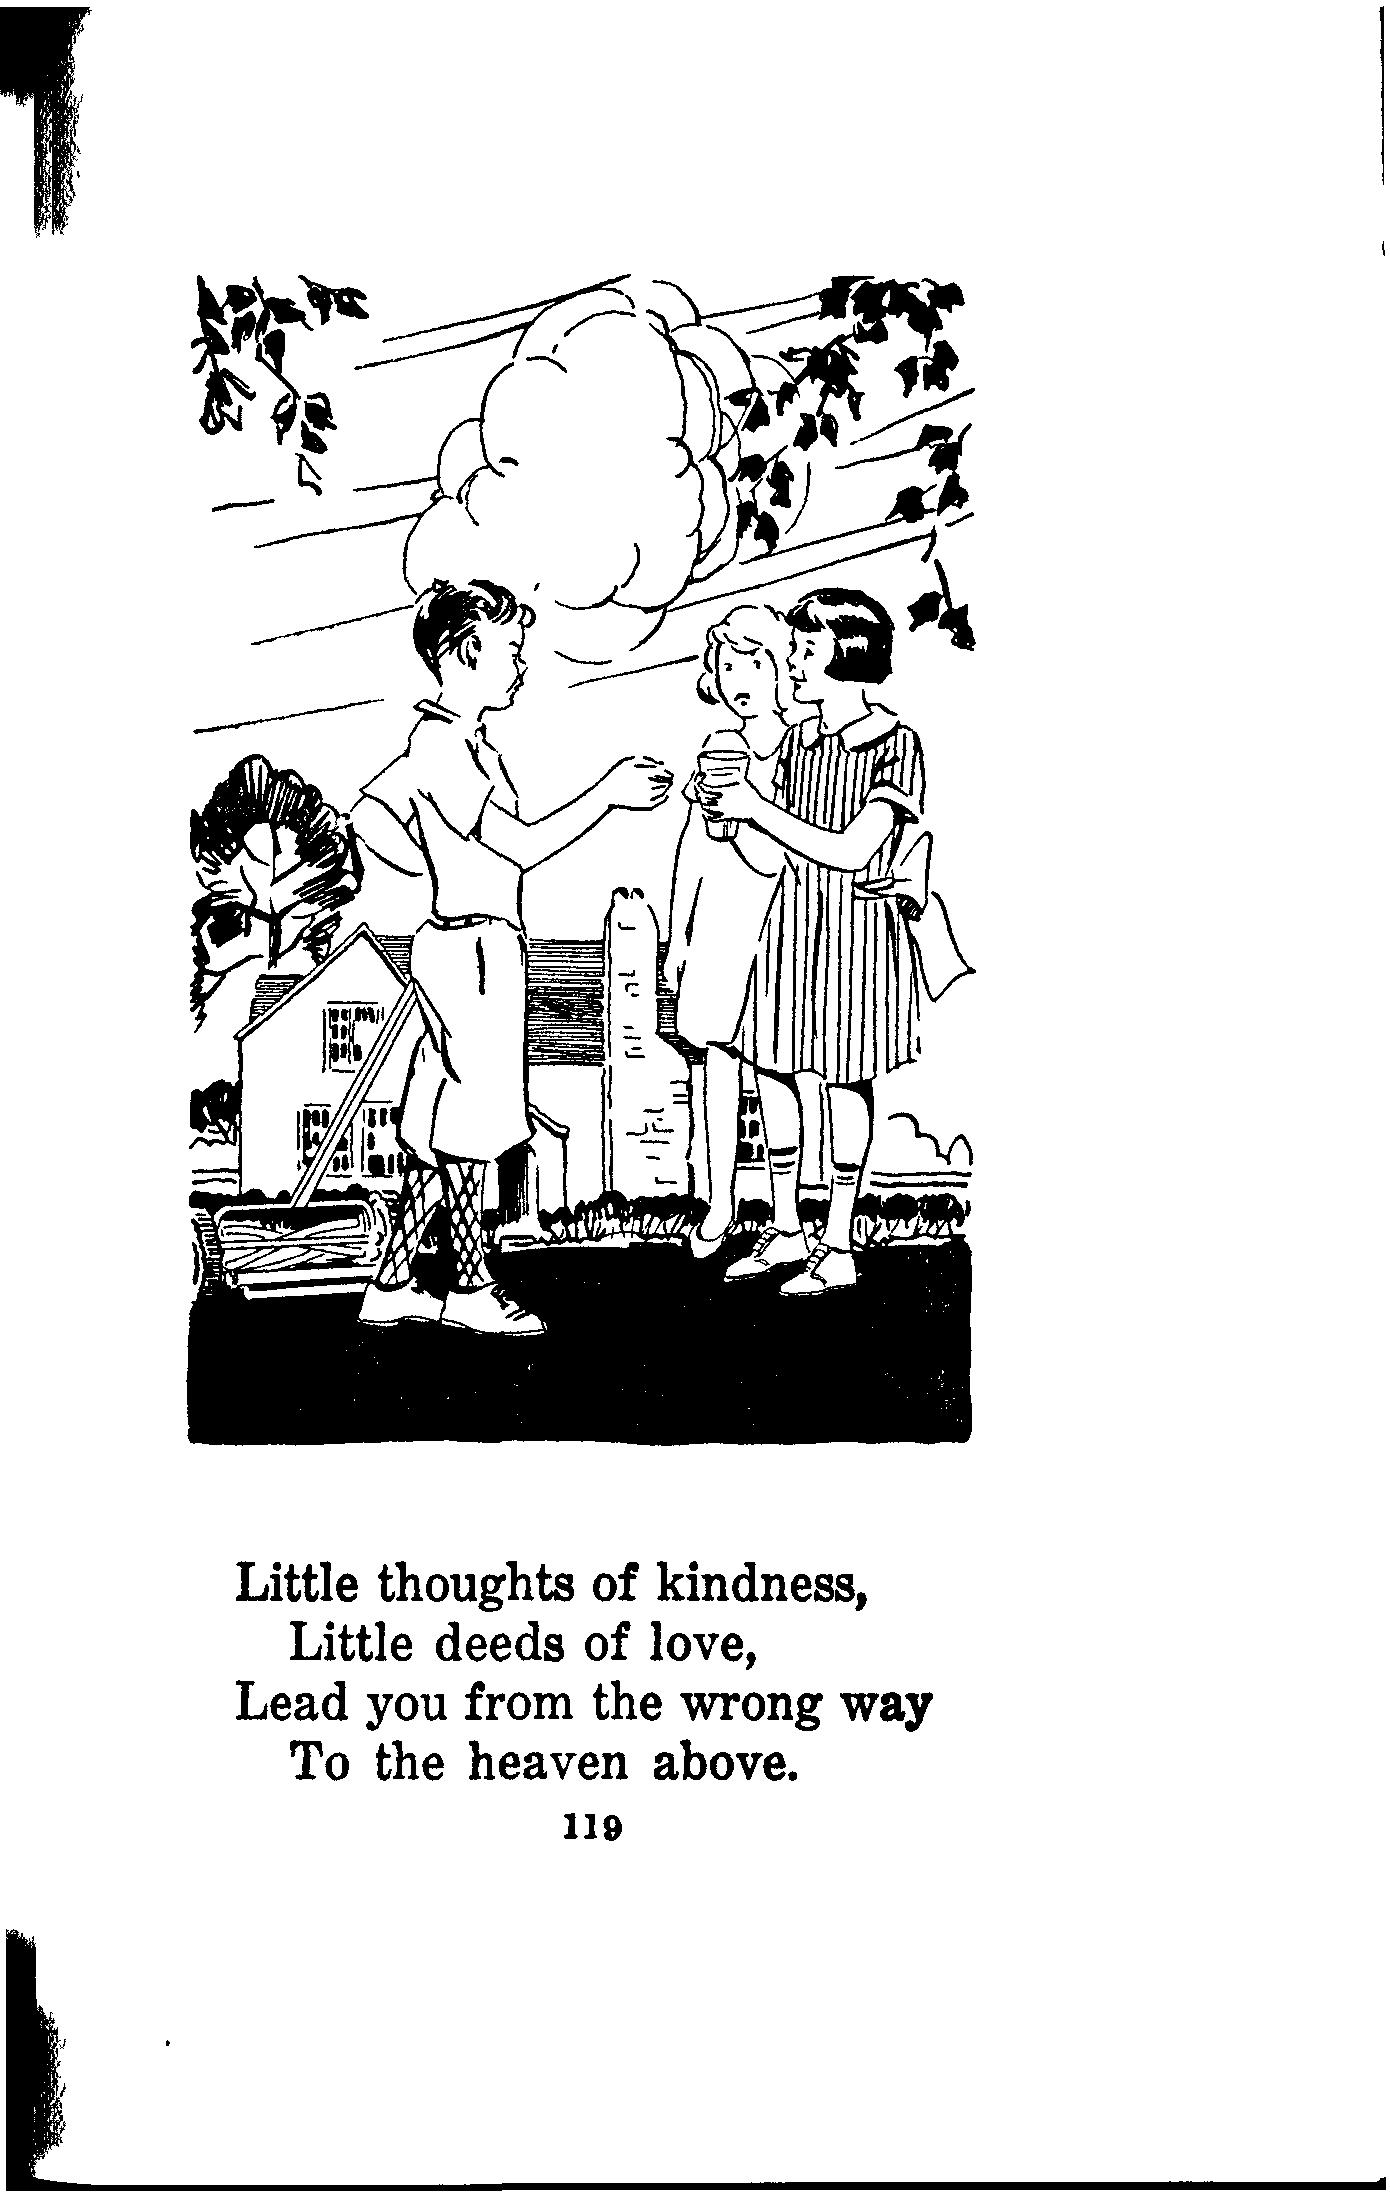 Little thoughts of kindness,
Little deeds of love,
Lead you from the wrong way
To the heaven above.
119